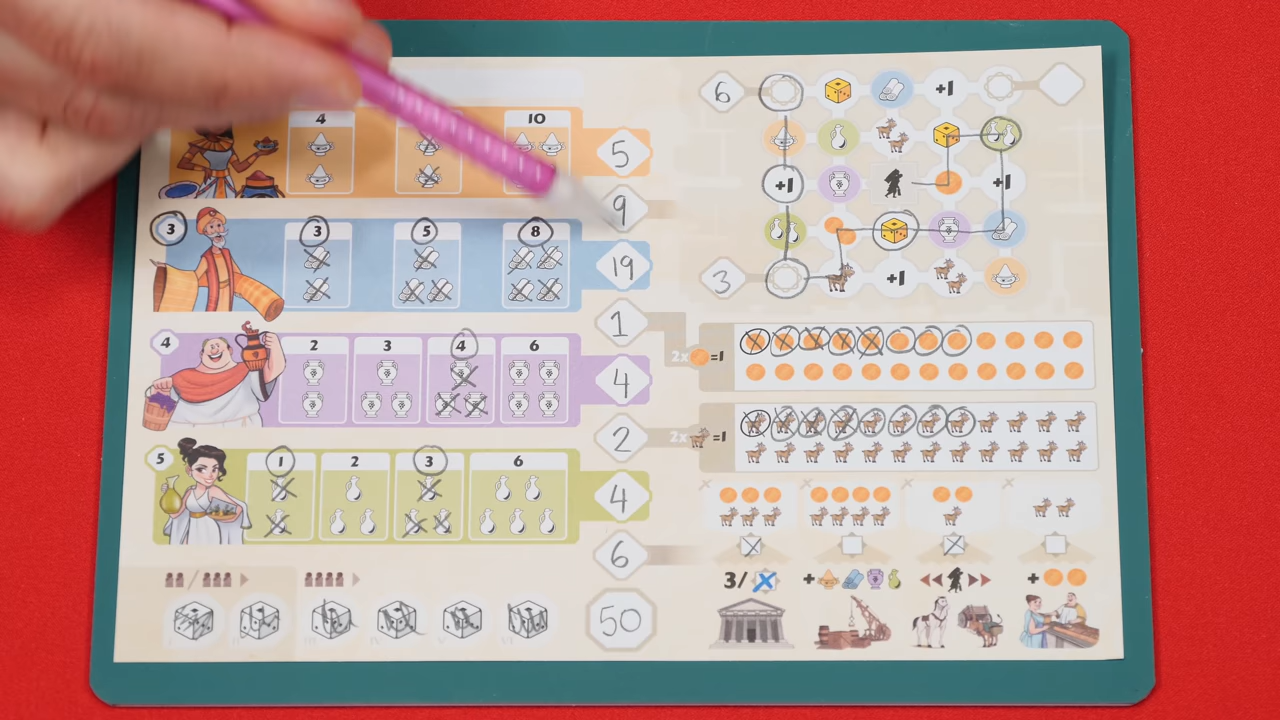 4 10
5
9
3 3 5 8
19
1
4 2 3 4 6
4
5 1 2 3 6
2
4
6
50
6 +1
+1 +1
3 +1
2x =1
2x =1
3/ X + +